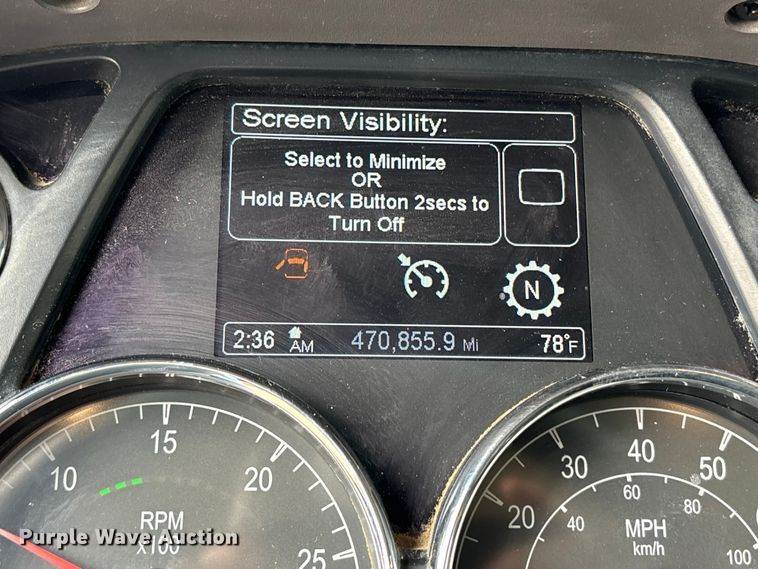 Screen Visibility:
Select to Minimize
OR
Hold BACK Button 2secs to
Turn Off
N
2:36 AM 470,855.9 Mi 78°F
10 15 20 25
RPM
x100
20 30 40 50
40 60 80 100
MPH
km/h
Purple Wave Auction